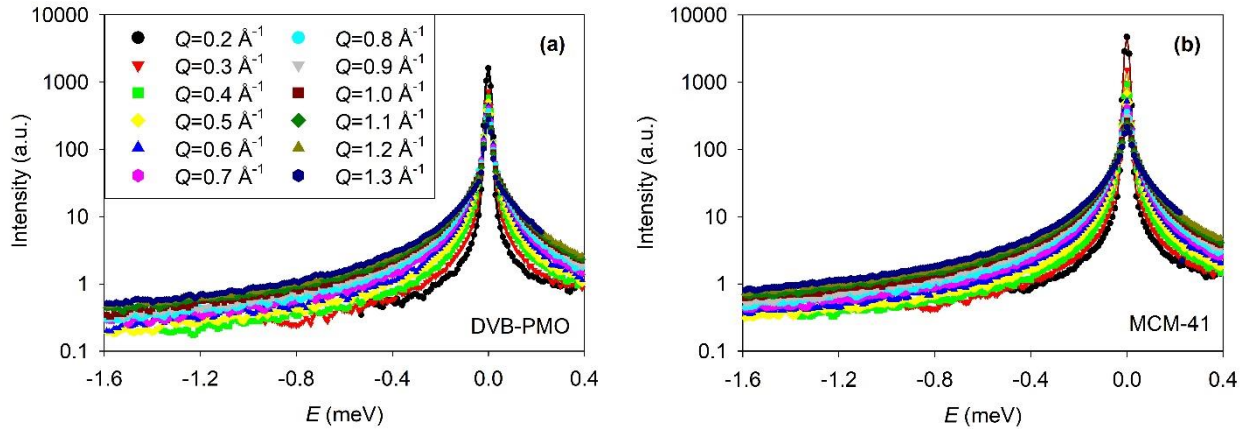 10000
1000
100
10
1
0.1
Intensity (a.u.)
Q=0.2 Å⁻¹
Q=0.3 Å⁻¹
Q=0.4 Å⁻¹
Q=0.5 Å⁻¹
Q=0.6 Å⁻¹
Q=0.7 Å⁻¹
Q=0.8 Å⁻¹
Q=0.9 Å⁻¹
Q=1.0 Å⁻¹
Q=1.1 Å⁻¹
Q=1.2 Å⁻¹
Q=1.3 Å⁻¹
(a)
DVB-PMO
-1.6 -1.2 -0.8 -0.4 0.0 0.4
E (meV)
10000
1000
100
10
1
0.1
Intensity (a.u.)
(b)
MCM-41
-1.6 -1.2 -0.8 -0.4 0.0 0.4
E (meV)